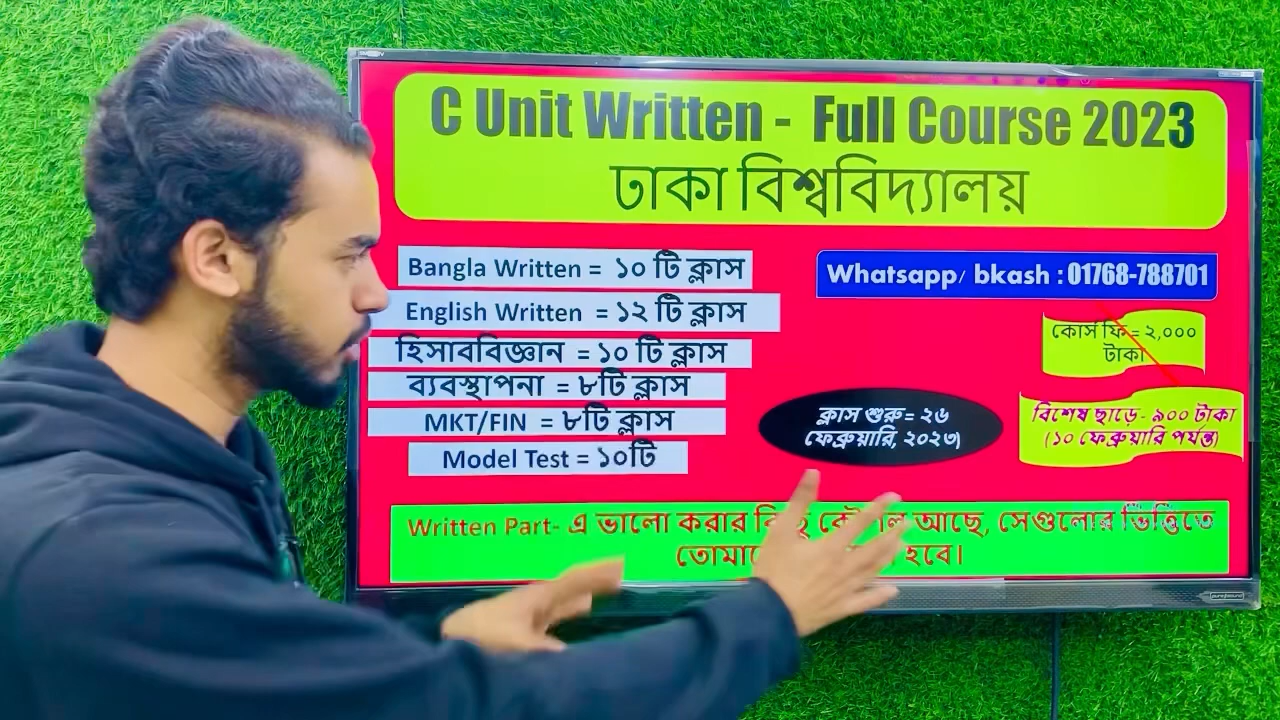 C Unit Written - Full Course 2023
ঢাকা বিশ্ববিদ্যালয়
Bangla Written = ১০ টি ক্লাস
English Written = ১২ টি ক্লাস
হিসাববিজ্ঞান = ১০ টি ক্লাস
ব্যবস্থাপনা = ৮টি ক্লাস
MKT/FIN = ৮টি ক্লাস
Model Test = ১০টি
Whatsapp/ bkash : 01768-788701
কোর্স ফি = ২,০০০
টাকা
ক্লাস শুরু= ২৬
ফেব্রুয়ারি, ২০২৩
বিশেষ ছাড়ে- ৯০০ টাকা
(১০ ফেব্রুয়ারি পর্যন্ত)
Written Part- এ ভালো করার আছে, সেগুলোর ভিত্তিতে
হবে।